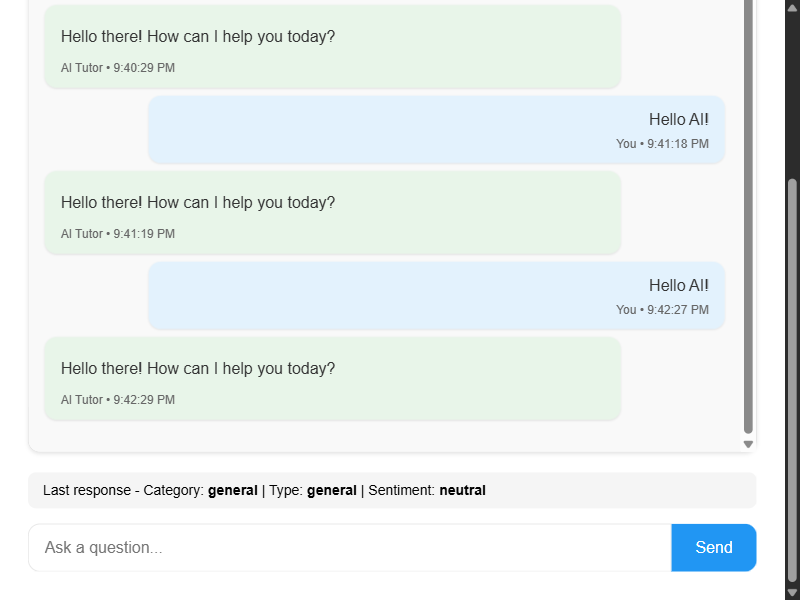 Hello there! How can I help you today?
AI Tutor • 9:40:29 PM
Hello AI!
You • 9:41:18 PM
Hello there! How can I help you today?
AI Tutor • 9:41:19 PM
Hello AI!
You • 9:42:27 PM
Hello there! How can I help you today?
AI Tutor • 9:42:29 PM
Last response - Category: general | Type: general | Sentiment: neutral
Ask a question...
Send